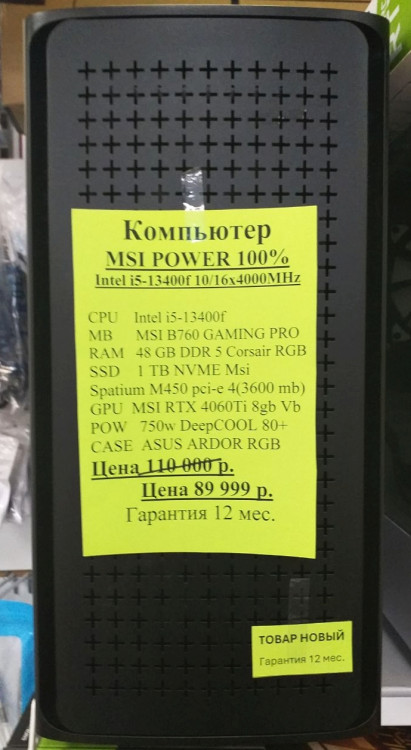 Компьютер
MSI POWER 100%
Intel i5-13400f 10/16x4000MHz
CPU Intel i5-13400f
MB MSI B760 GAMING PRO
RAM 48 GB DDR 5 Corsair RGB
SSD 1 TB NVME Msi
Spatium M450 pci-e 4(3600 mb)
GPU MSI RTX 4060Ti 8gb Vb
POW 750w DeepCOOL 80+
CASE ASUS ARDOR RGB
Цена 110 000 р.
Цена 89 999 р.
Гарантия 12 мес.
ТОВАР НОВЫЙ
Гарантия 12 мес.